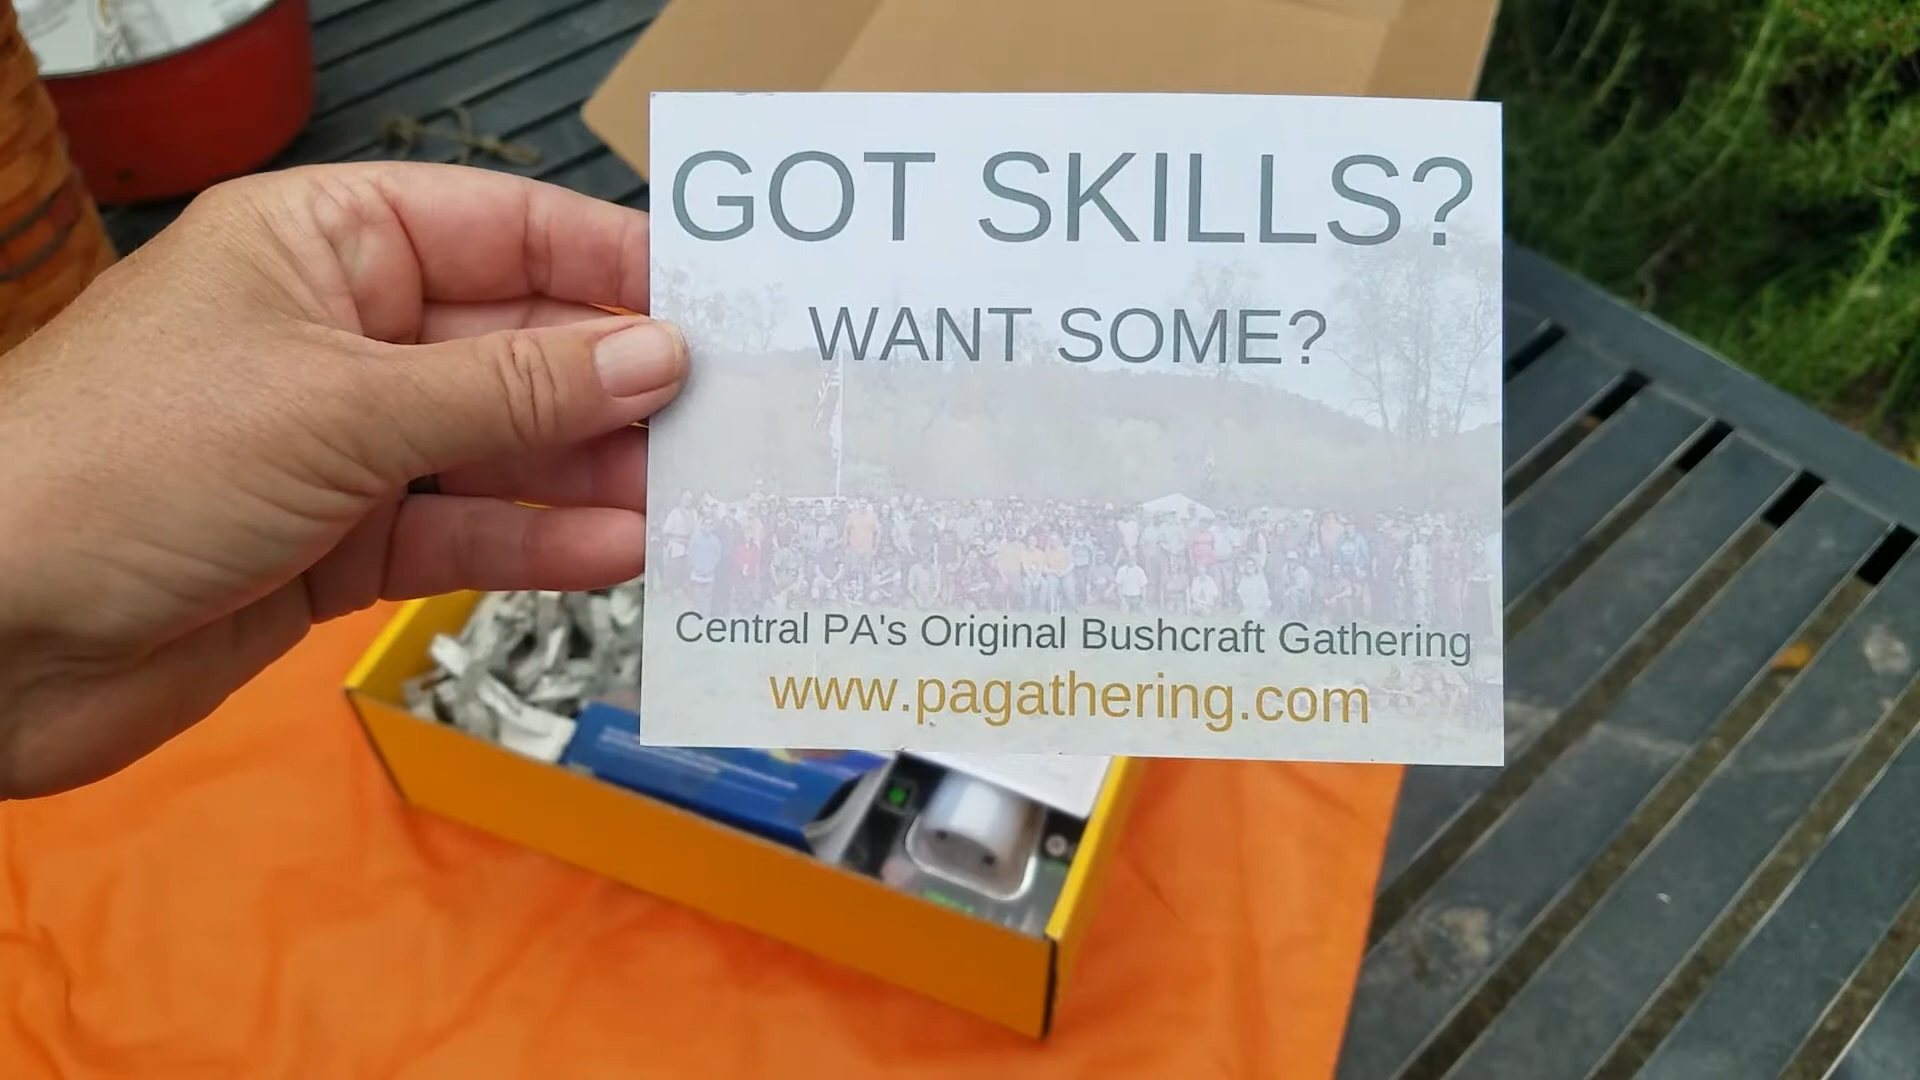 GOT SKILLS?
WANT SOME?
Central PA's Original Bushcraft Gathering
www.pagathering.com